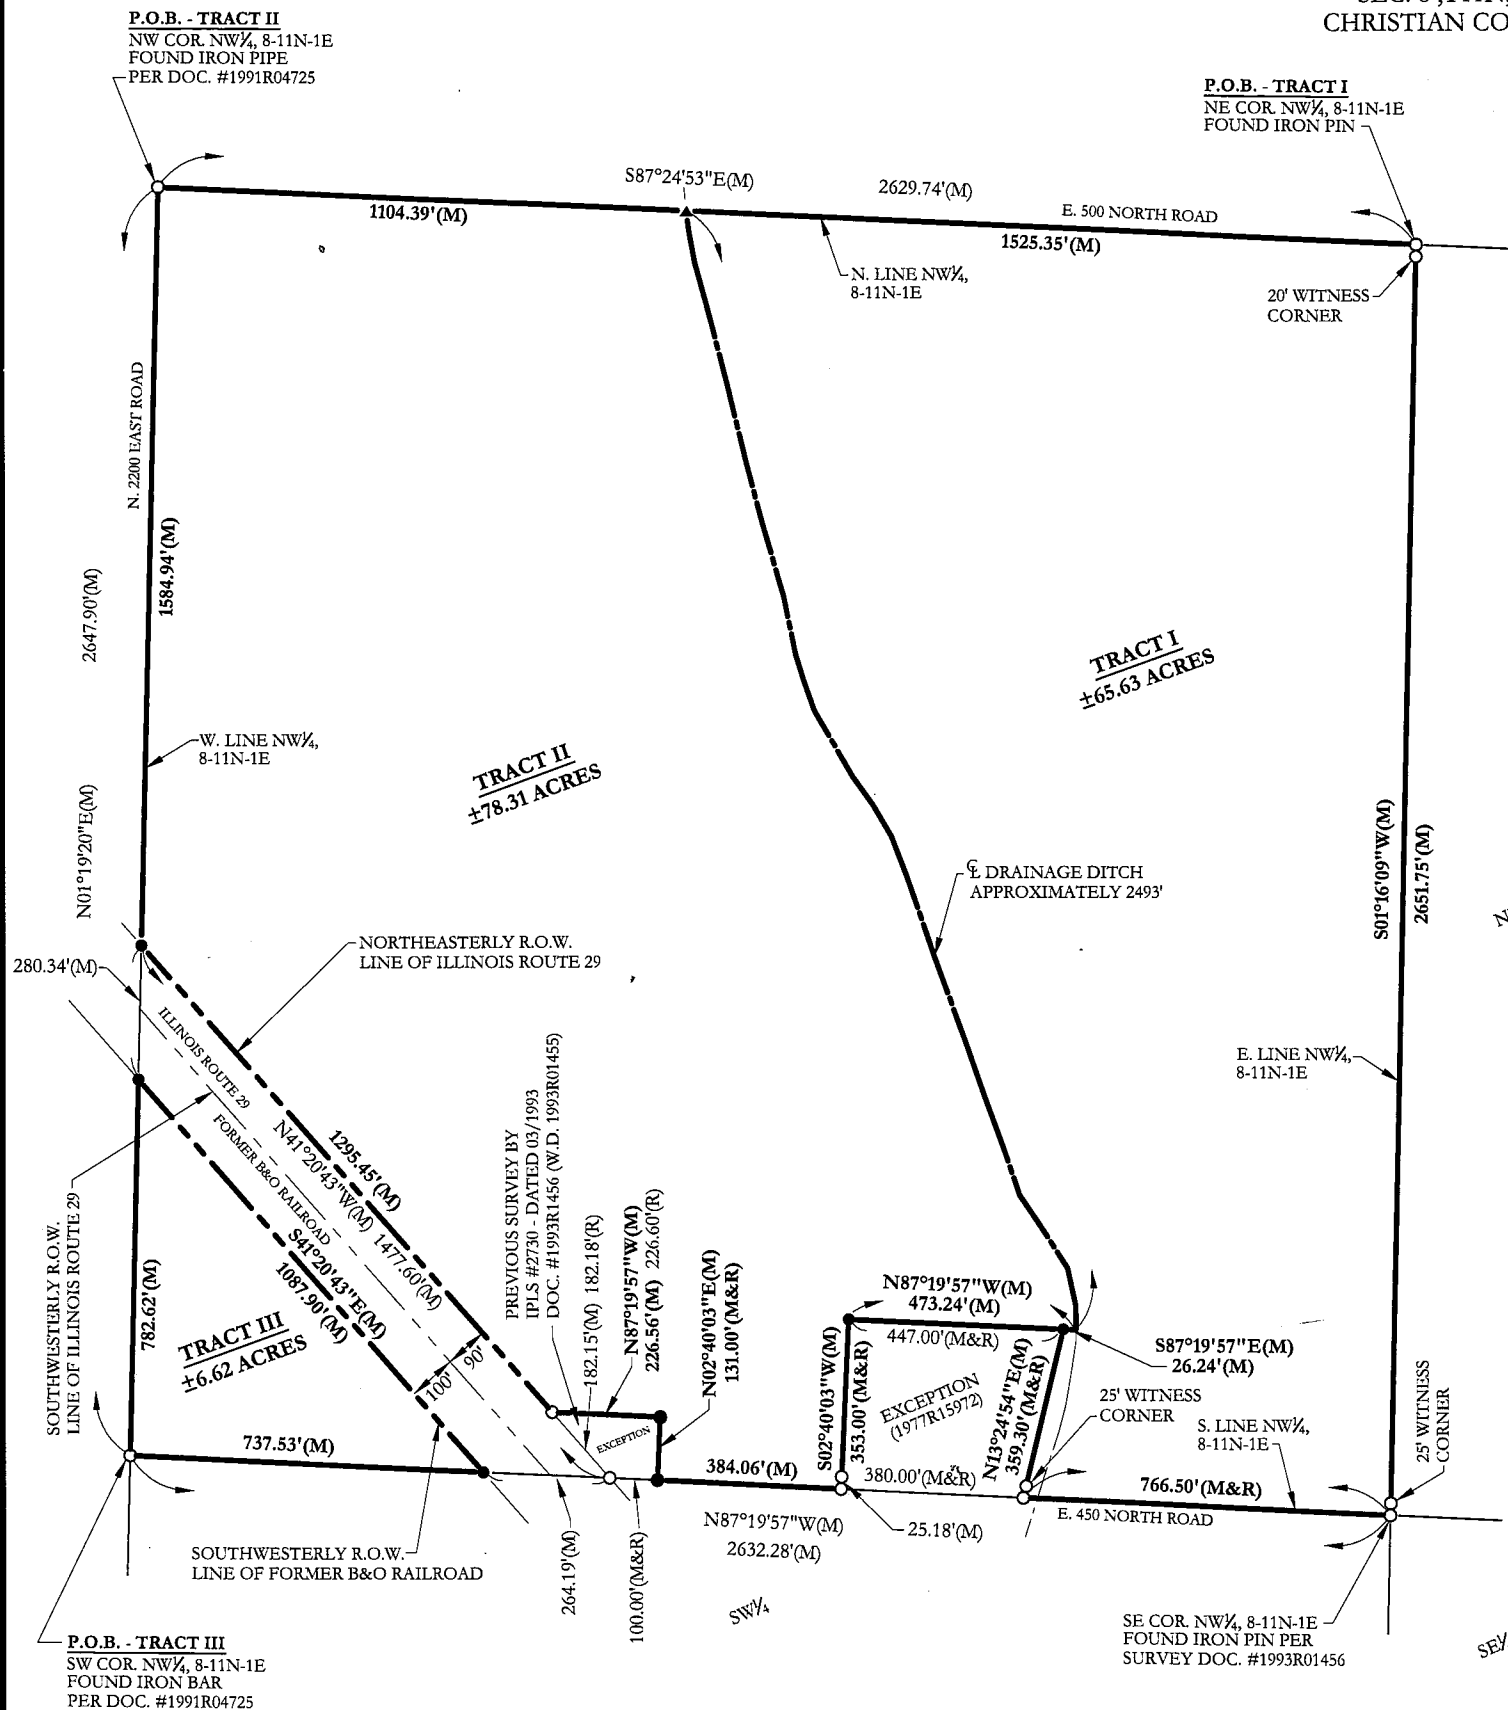 CHRISTIAN CO
P.O.B. - TRACT II
NW COR. NW¼, 8-11N-1E
FOUND IRON PIPE
PER DOC. #1991R04725
P.O.B. - TRACT I
NE COR. NW¼, 8-11N-1E
FOUND IRON PIN
S87°24'53"E(M)
2629.74'(M)
1104.39'(M)
E. 500 NORTH ROAD
1525.35'(M)
N. LINE NW¼,
8-11N-1E
20' WITNESS
CORNER
N. 2200 EAST ROAD
1584.94'(M)
2647.90'(M)
N01°19'20"E(M)
W. LINE NW¼,
8-11N-1E
TRACT I
±65.63 ACRES
TRACT II
±78.31 ACRES
℄ DRAINAGE DITCH
APPROXIMATELY 2493'
S01°16'09"W(M)
2651.75'(M)
E. LINE NW¼,
8-11N-1E
NORTHEASTERLY R.O.W.
LINE OF ILLINOIS ROUTE 29
280.34'(M)
ILLINOIS ROUTE 29
FORMER B&O RAILROAD
1295.45'(M)
N41°20'43"W(M) 1477.60'(M)
S41°20'43"E(M)
1087.90'(M)
90'
100'
SOUTHWESTERLY R.O.W.
LINE OF ILLINOIS ROUTE 29
782.62'(M)
TRACT III
±6.62 ACRES
737.53'(M)
PREVIOUS SURVEY BY
IPLS #2730 - DATED 03/1993
DOC. #1993R1456 (W.D. 1993R01455)
182.15'(M) 182.18'(R)
N87°19'57"W(M)
226.56'(M) 226.60'(R)
N02°40'03"E(M)
131.00'(M&R)
EXCEPTION
384.06'(M)
N87°19'57"W(M)
473.24'(M)
447.00'(M&R)
S02°40'03"W(M)
353.00'(M&R)
EXCEPTION
(1977R15972)
N13°24'54"E(M)
359.30'(M&R)
380.00'(M&R)
S87°19'57"E(M)
26.24'(M)
25' WITNESS
CORNER
S. LINE NW¼,
8-11N-1E
766.50'(M&R)
E. 450 NORTH ROAD
25' WITNESS
CORNER
25.18'(M)
N87°19'57"W(M)
2632.28'(M)
264.19'(M)
100.00'(M&R)
SOUTHWESTERLY R.O.W.
LINE OF FORMER B&O RAILROAD
SW¼
SE COR. NW¼, 8-11N-1E
FOUND IRON PIN PER
SURVEY DOC. #1993R01456
P.O.B. - TRACT III
SW COR. NW¼, 8-11N-1E
FOUND IRON BAR
PER DOC. #1991R04725